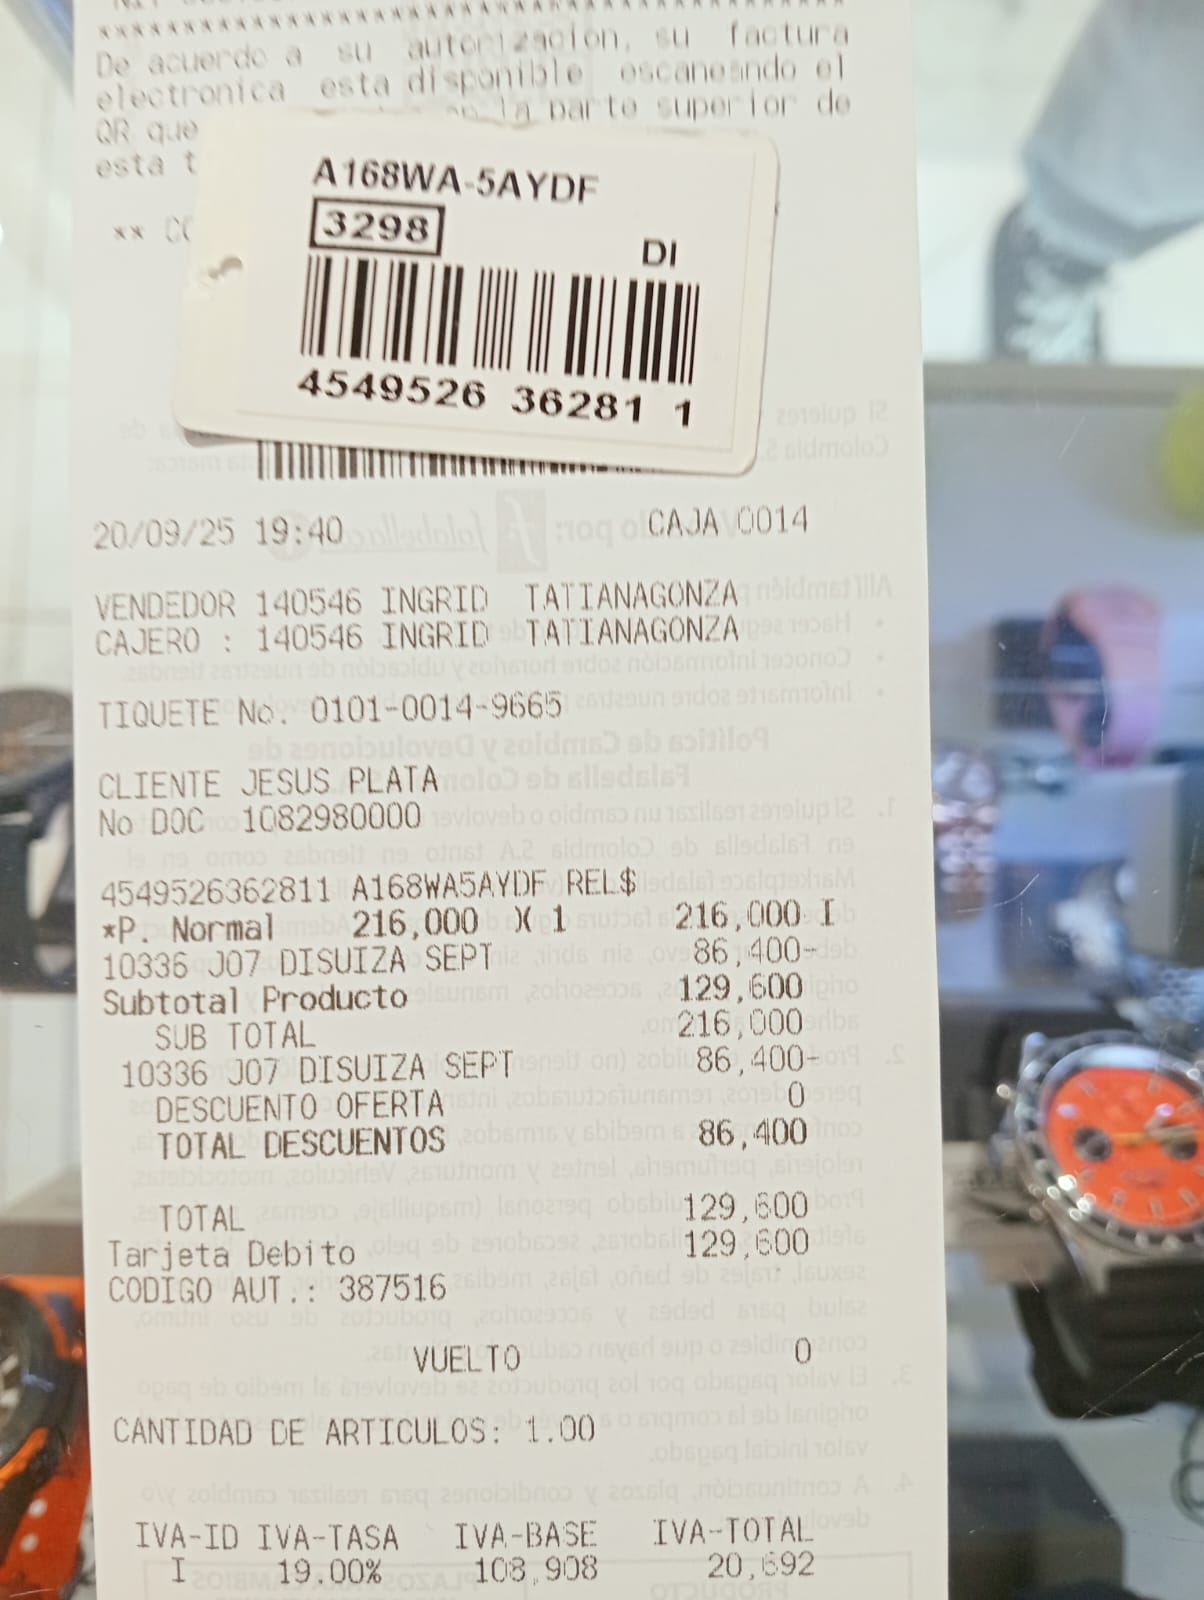 De acuerdo a su autorizacion, su factura
electronica esta disponible escaneando el
QR que en la parte superior de
esta t
** CO
A168WA-5AYDF
3298
DI
4549526 36281 1
20/09/25 19:40 CAJA 0014
VENDEDOR 140546 INGRID TATIANAGONZA
CAJERO : 140546 INGRID TATIANAGONZA
TIQUETE No. 0101-0014-9665
CLIENTE JESUS PLATA
No DOC 1082980000
4549526362811 A168WA5AYDF REL$
*P. Normal 216,000 X 1 216,000 I
10336 J07 DISUIZA SEPT 86,400-
Subtotal Producto 129,600
SUB TOTAL 216,000
10336 J07 DISUIZA SEPT 86,400-
DESCUENTO OFERTA 0
TOTAL DESCUENTOS 86,400
TOTAL 129,600
Tarjeta Debito 129,600
CODIGO AUT.: 387516
VUELTO 0
CANTIDAD DE ARTICULOS: 1.00
IVA-ID IVA-TASA IVA-BASE IVA-TOTAL
I 19.00% 108,908 20,692